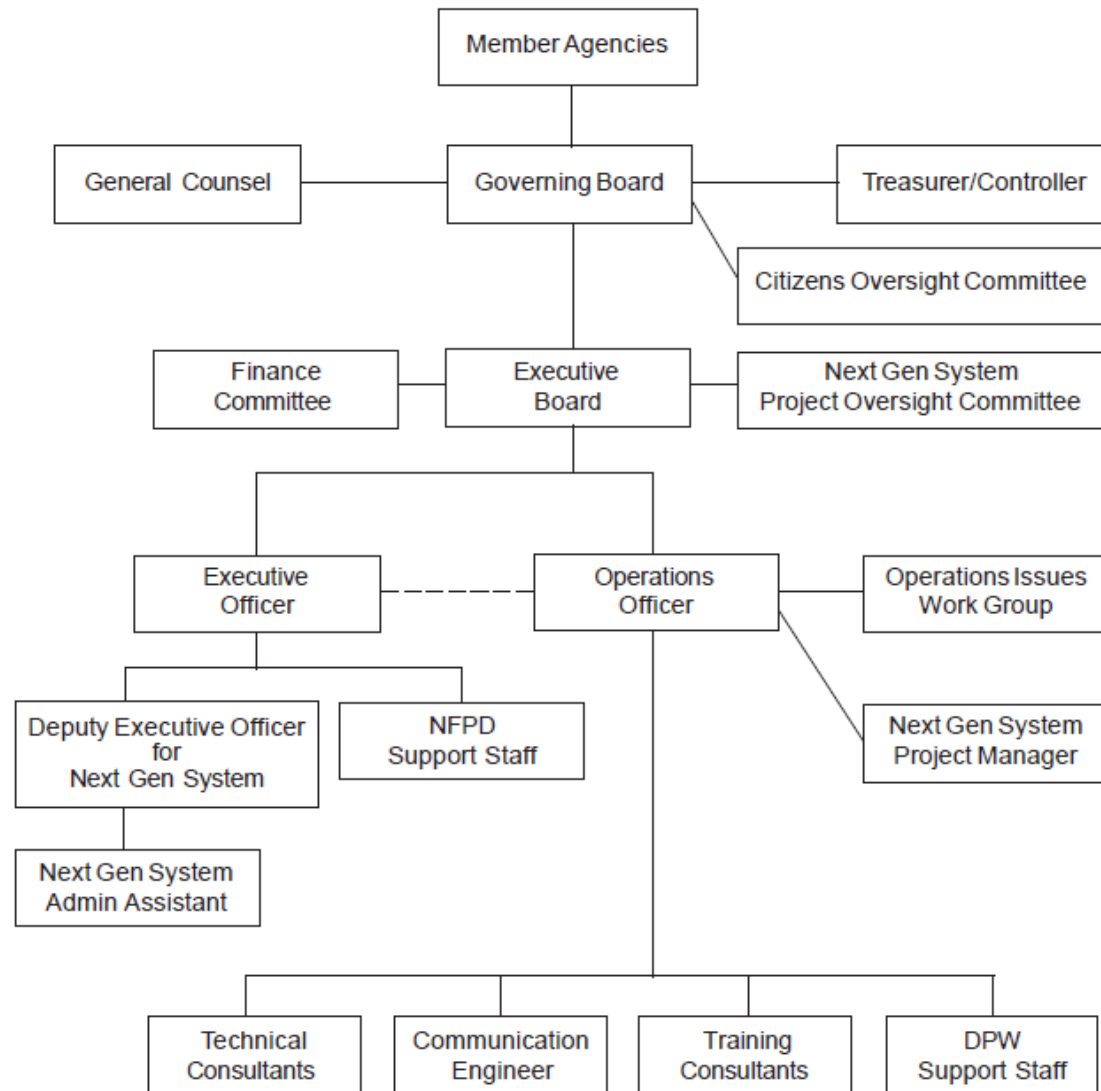 Member Agencies
General Counsel
Governing Board
Treasurer/Controller
Citizens Oversight Committee
Finance
Committee
Executive
Board
Next Gen System
Project Oversight Committee
Executive
Officer
Operations
Officer
Operations Issues
Work Group
Deputy Executive Officer
for
Next Gen System
NFPD
Support Staff
Next Gen System
Project Manager
Next Gen System
Admin Assistant
Technical
Consultants
Communication
Engineer
Training
Consultants
DPW
Support Staff